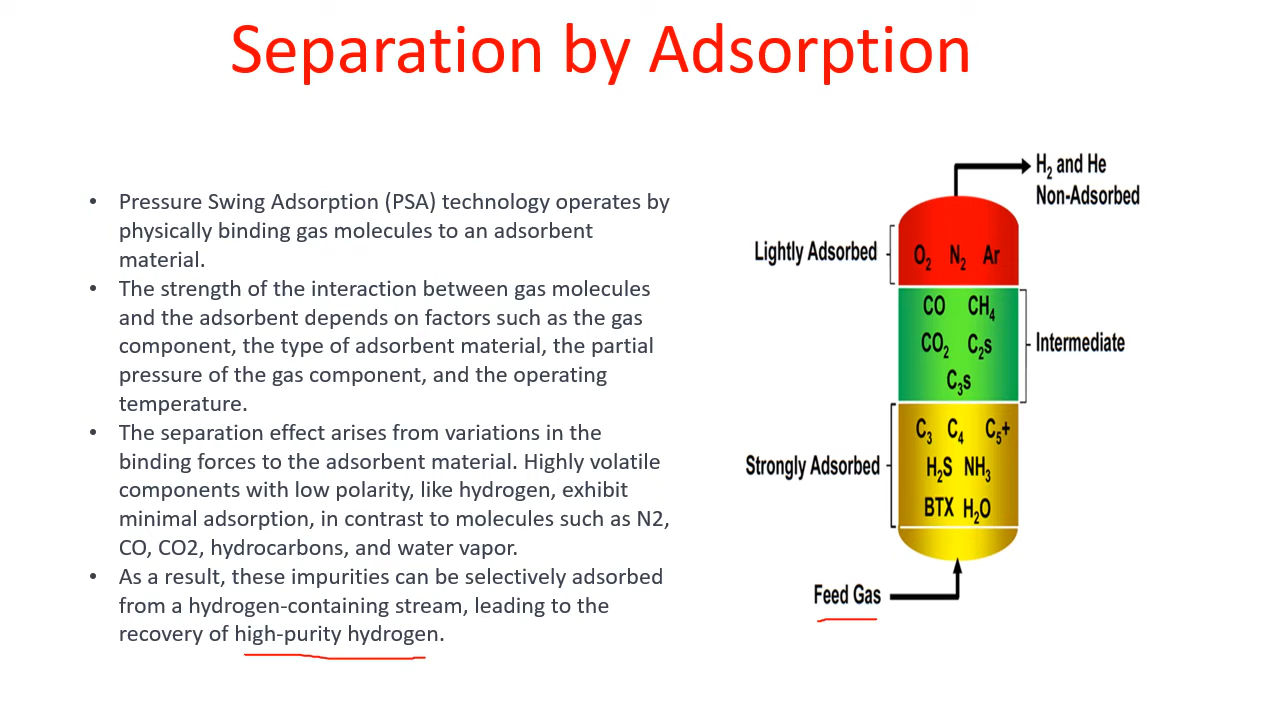 Separation by Adsorption
• Pressure Swing Adsorption (PSA) technology operates by
physically binding gas molecules to an adsorbent
material.
• The strength of the interaction between gas molecules
and the adsorbent depends on factors such as the gas
component, the type of adsorbent material, the partial
pressure of the gas component, and the operating
temperature.
• The separation effect arises from variations in the
binding forces to the adsorbent material. Highly volatile
components with low polarity, like hydrogen, exhibit
minimal adsorption, in contrast to molecules such as N2,
CO, CO2, hydrocarbons, and water vapor.
• As a result, these impurities can be selectively adsorbed
from a hydrogen-containing stream, leading to the
recovery of high-purity hydrogen.
H₂ and He
Non-Adsorbed
Lightly Adsorbed
O₂ N₂ Ar
CO CH₄
CO₂ C₂s
C₃s
Intermediate
C₃ C₄ C₅+
Strongly Adsorbed
H₂S NH₃
BTX H₂O
Feed Gas